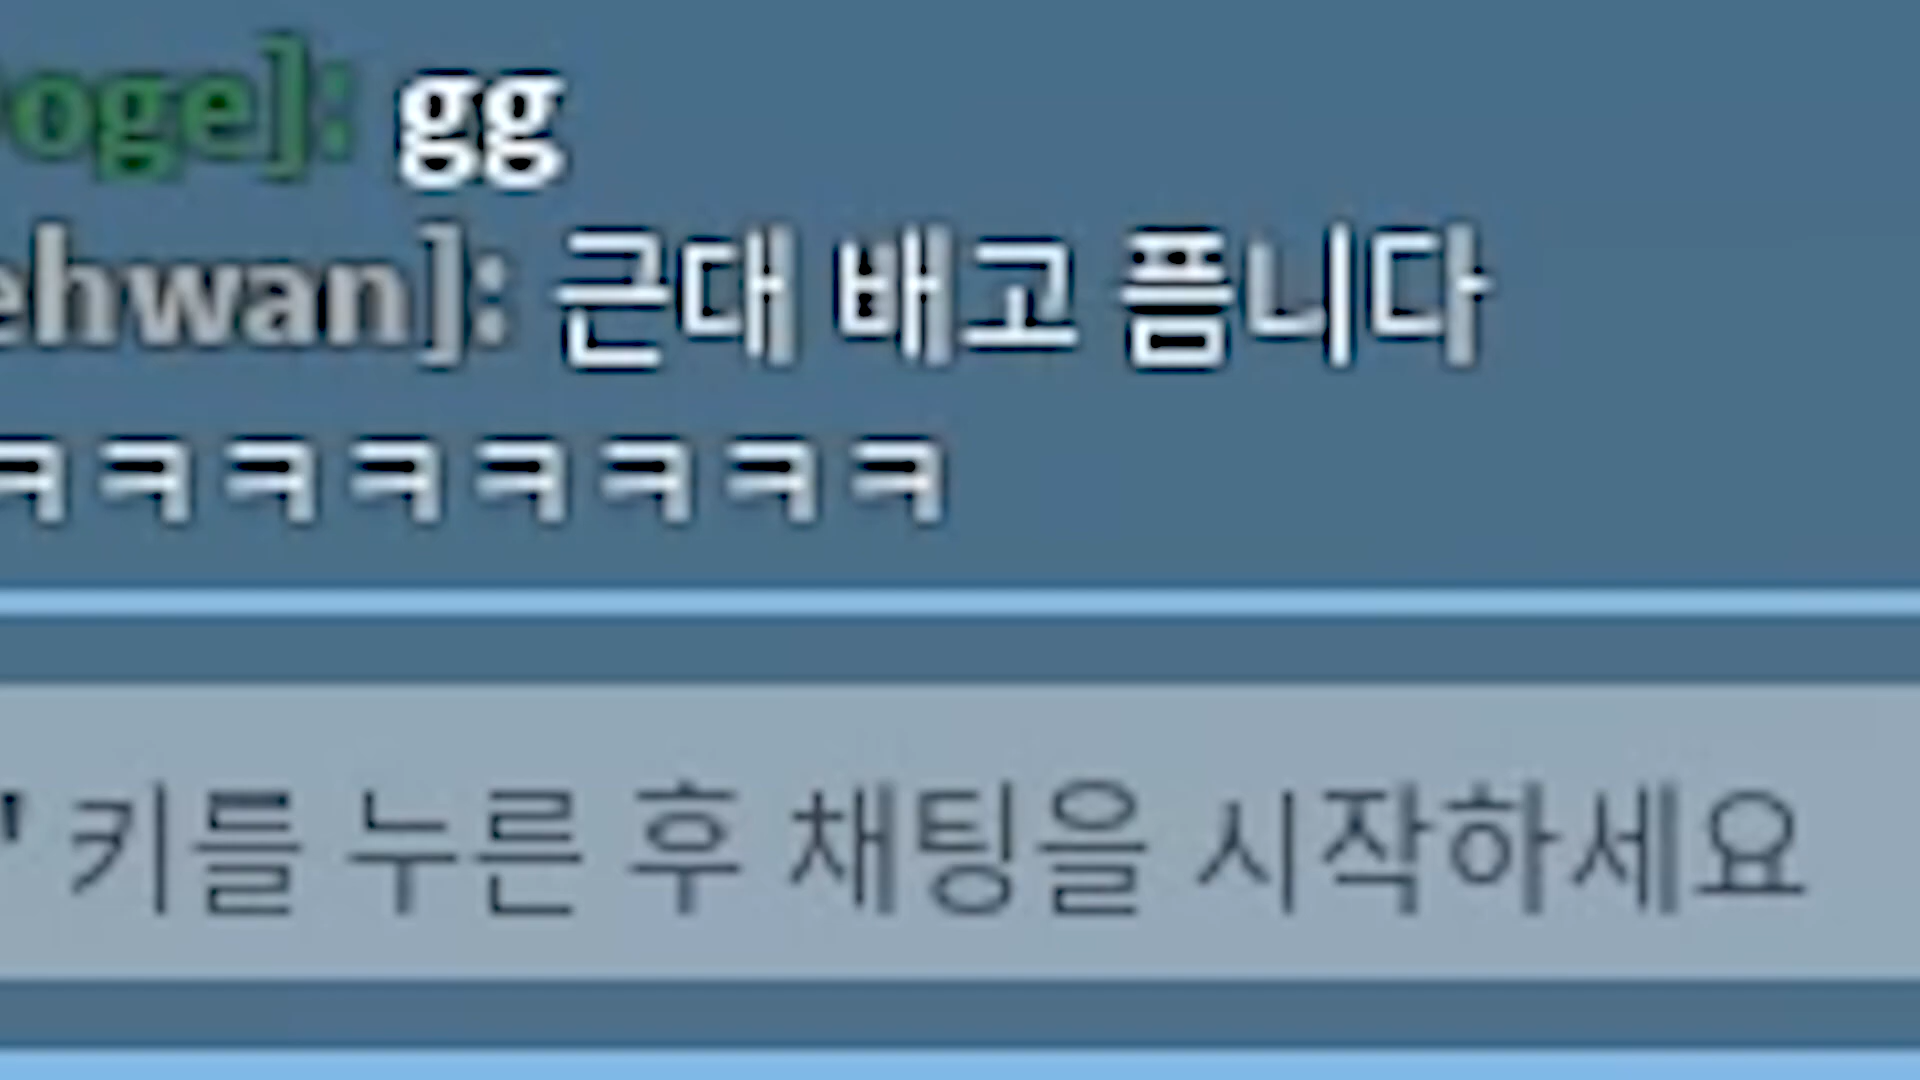 oge]: gg
ehwan]: 근대 배고 픔니다
ㅋㅋㅋㅋㅋㅋㅋㅋ
' 키를 누른 후 채팅을 시작하세요